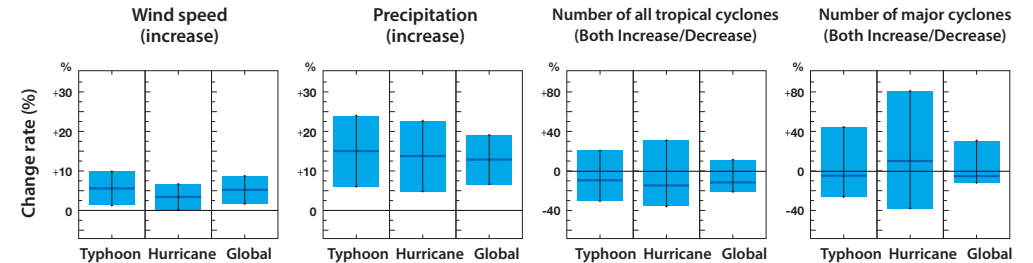 Wind speed
(increase)
Precipitation
(increase)
Number of all tropical cyclones
(Both Increase/Decrease)
Number of major cyclones
(Both Increase/Decrease)
Change rate (%)
%
+30
+20
+10
0
Typhoon Hurricane Global
%
+30
+20
+10
0
Typhoon Hurricane Global
%
+80
+40
0
-40
Typhoon Hurricane Global
%
+80
+40
0
-40
Typhoon Hurricane Global